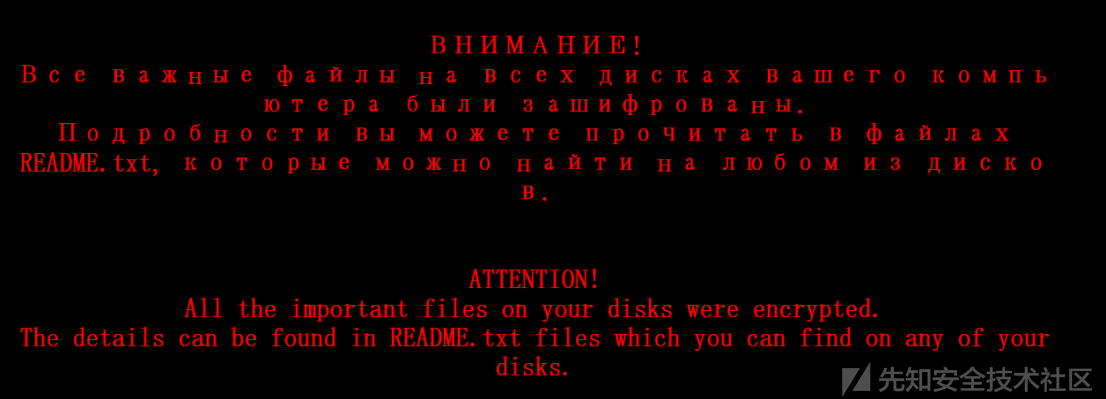 ВНИМАНИЕ!
Все важные файлы на всех дисках вашего компь
ютера были зашифрованы.
Подробности вы можете прочитать в файлах
README.txt, которые можно найти на любом из диско
в.
ATTENTION!
All the important files on your disks were encrypted.
The details can be found in README.txt files which you can find on any of your
disks.
先知安全技术社区